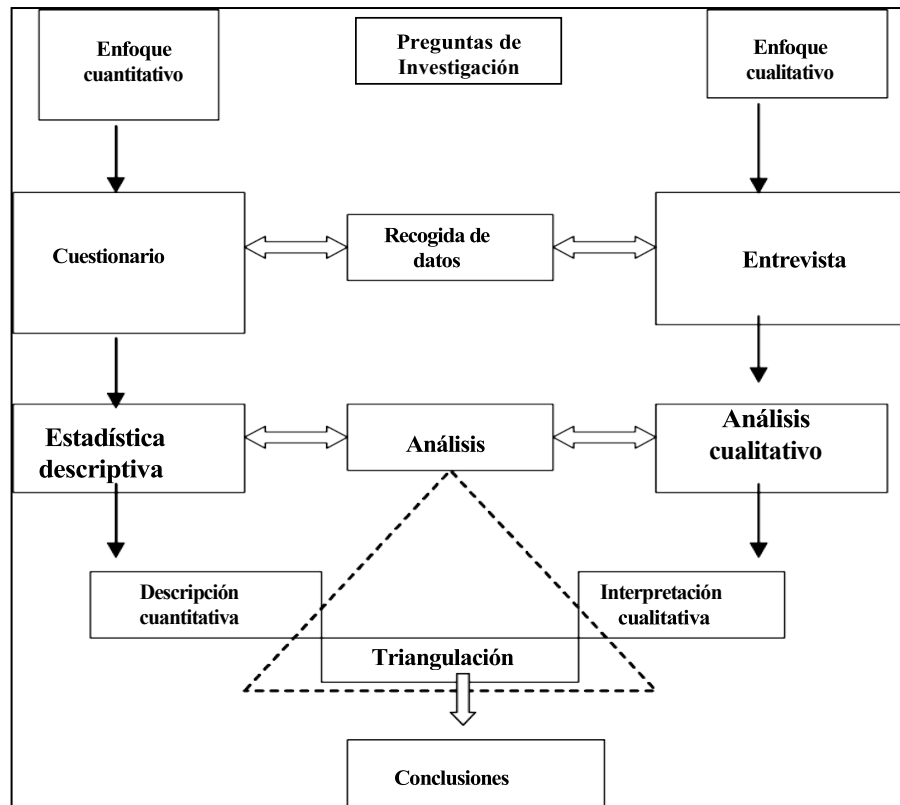 Enfoque
cuantitativo
Preguntas de
Investigación
Enfoque
cualitativo
Cuestionario
Recogida de
datos
Entrevista
Estadística
descriptiva
Análisis
Análisis
cualitativo
Descripción
cuantitativa
Interpretación
cualitativa
Triangulación
Conclusiones